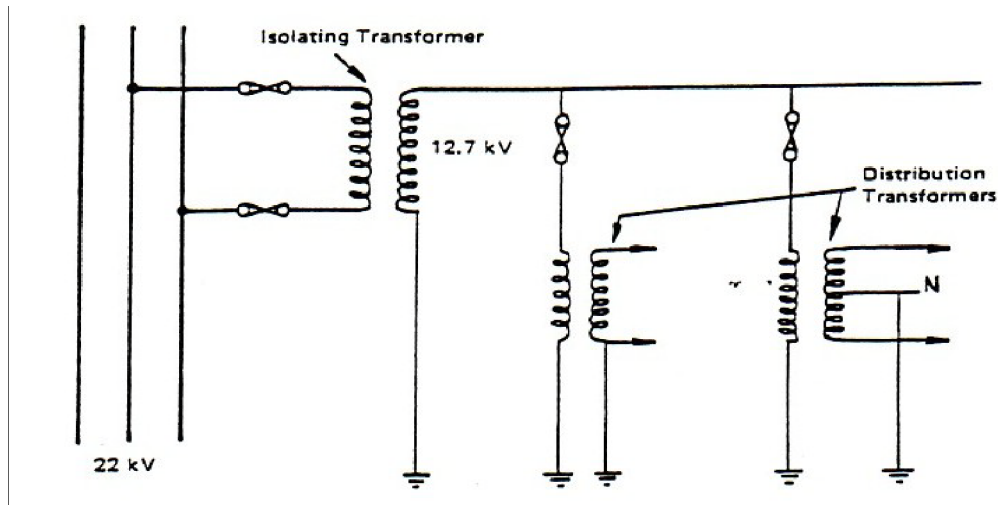 Isolating Transformer
12.7 kV
Distribution
Transformers
N
22 kV